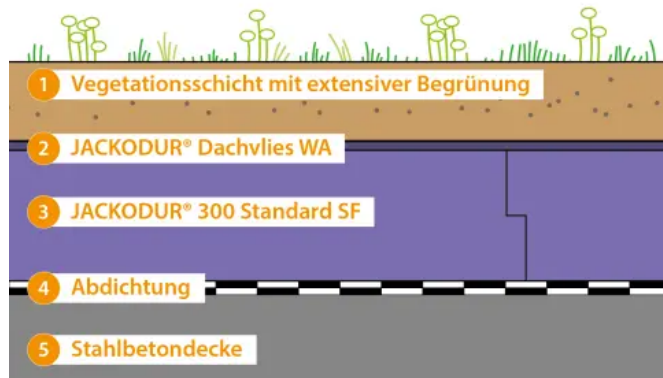 1 Vegetationsschicht mit extensiver Begrünung
2 JACKODUR® Dachvlies WA
3 JACKODUR® 300 Standard SF
4 Abdichtung
5 Stahlbetondecke